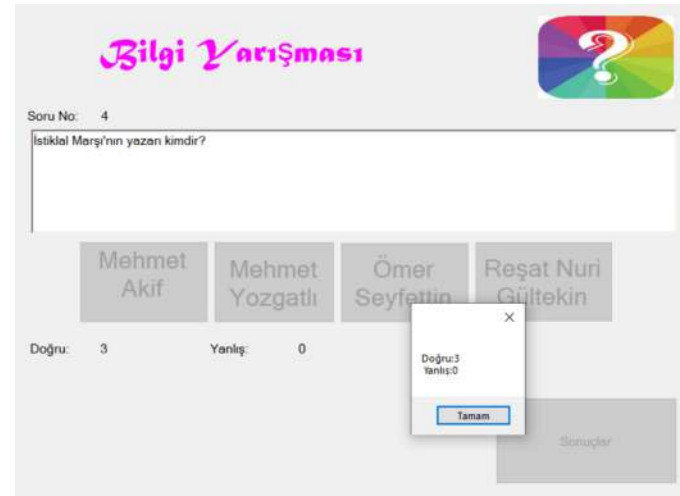 Bilgi Yarışması
?
Soru No: 4
İstiklal Marşı'nın yazarı kimdir?
Mehmet Akif
Mehmet Yozgatlı
Ömer Seyfettin
Reşat Nuri Gültekin
Doğru: 3 Yanlış: 0
Doğru:3
Yanlış:0
Tamam
Sonuçlar